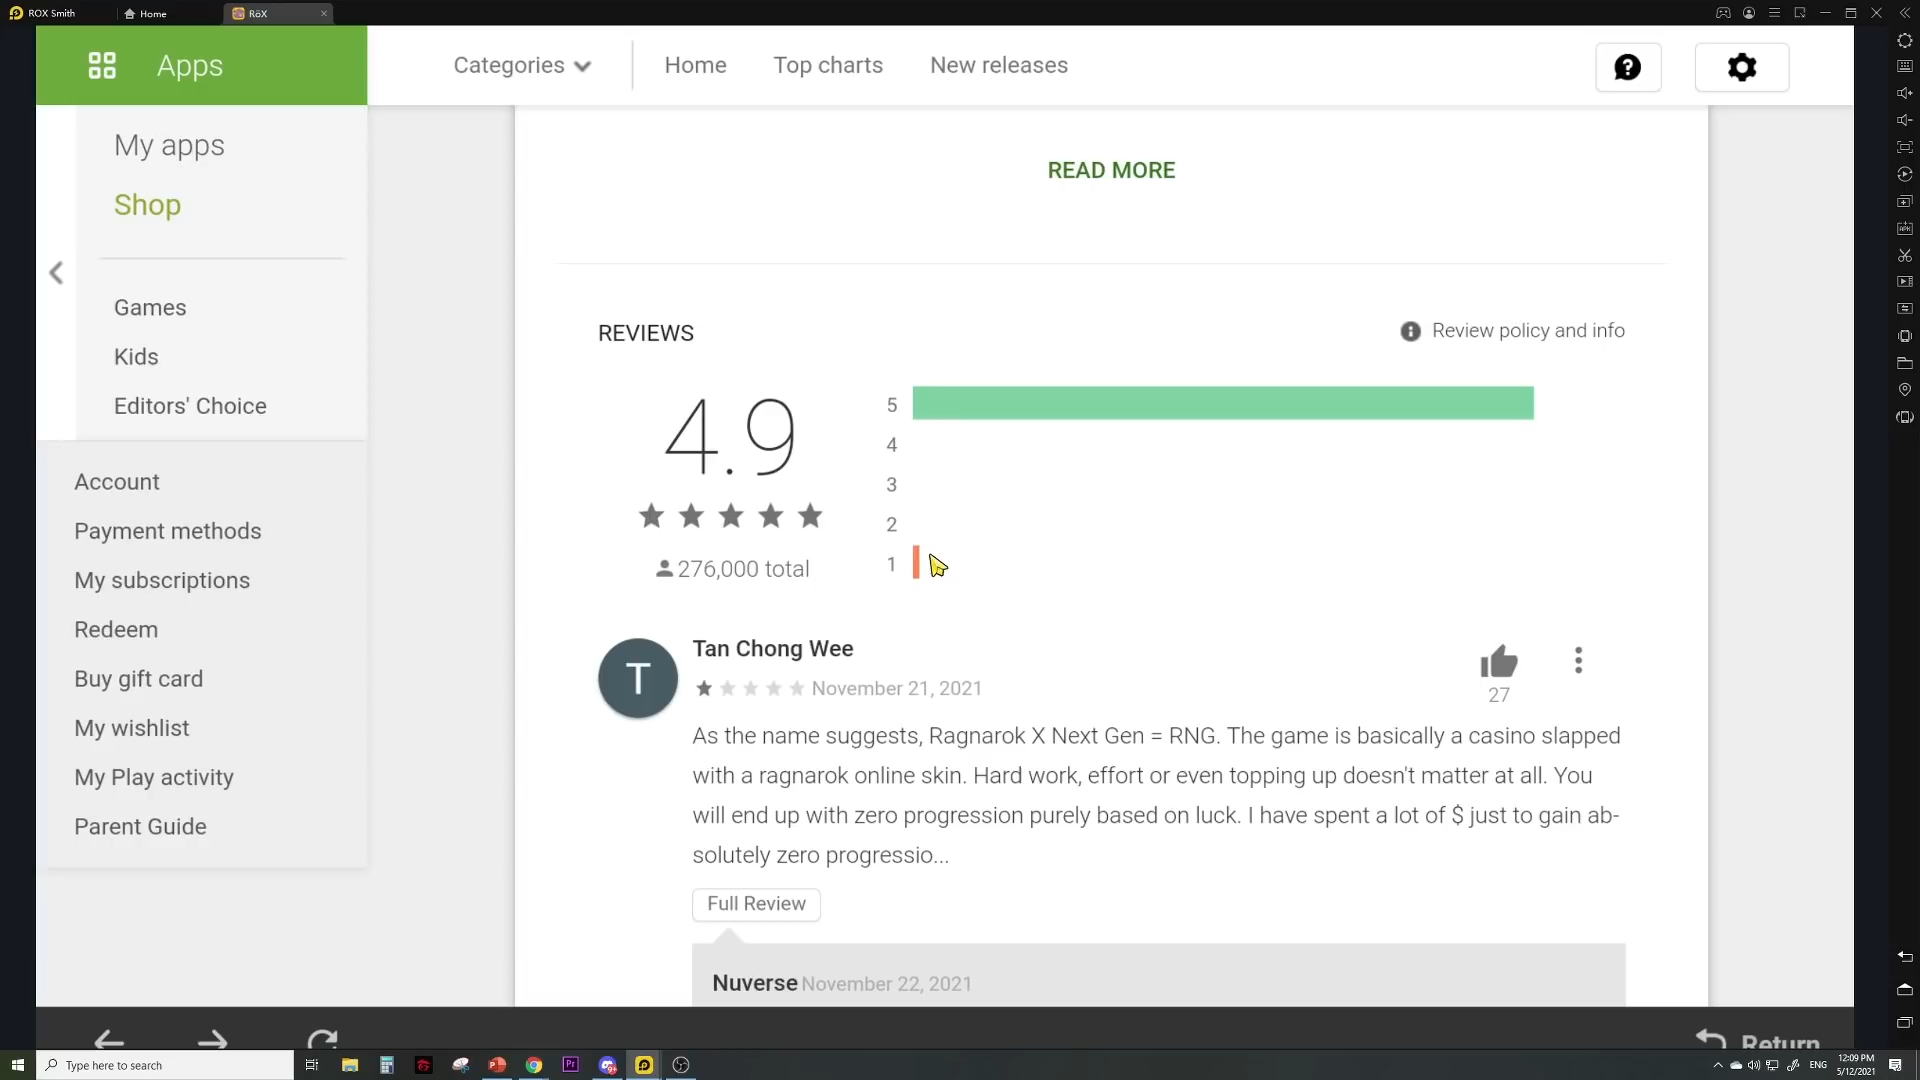 ROX Smith
Home
RöX
Apps
Categories
Home
Top charts
New releases
My apps
Shop
Games
Kids
Editors' Choice
Account
Payment methods
My subscriptions
Redeem
Buy gift card
My wishlist
My Play activity
Parent Guide
READ MORE
REVIEWS
Review policy and info
4.9
276,000 total
5
4
3
2
1
T
Tan Chong Wee
November 21, 2021
27
As the name suggests, Ragnarok X Next Gen = RNG. The game is basically a casino slapped
with a ragnarok online skin. Hard work, effort or even topping up doesn't matter at all. You
will end up with zero progression purely based on luck. I have spent a lot of $ just to gain ab-
solutely zero progressio...
Full Review
Nuverse November 22, 2021
Return
Type here to search
ENG
12:09 PM
5/12/2021